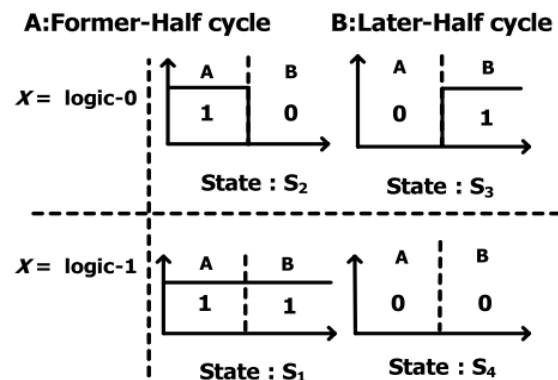 A:Former-Half cycle B:Later-Half cycle
X = logic-0
A B
1 0
State : S₂
A B
0 1
State : S₃
X = logic-1
A B
1 1
State : S₁
A B
0 0
State : S₄